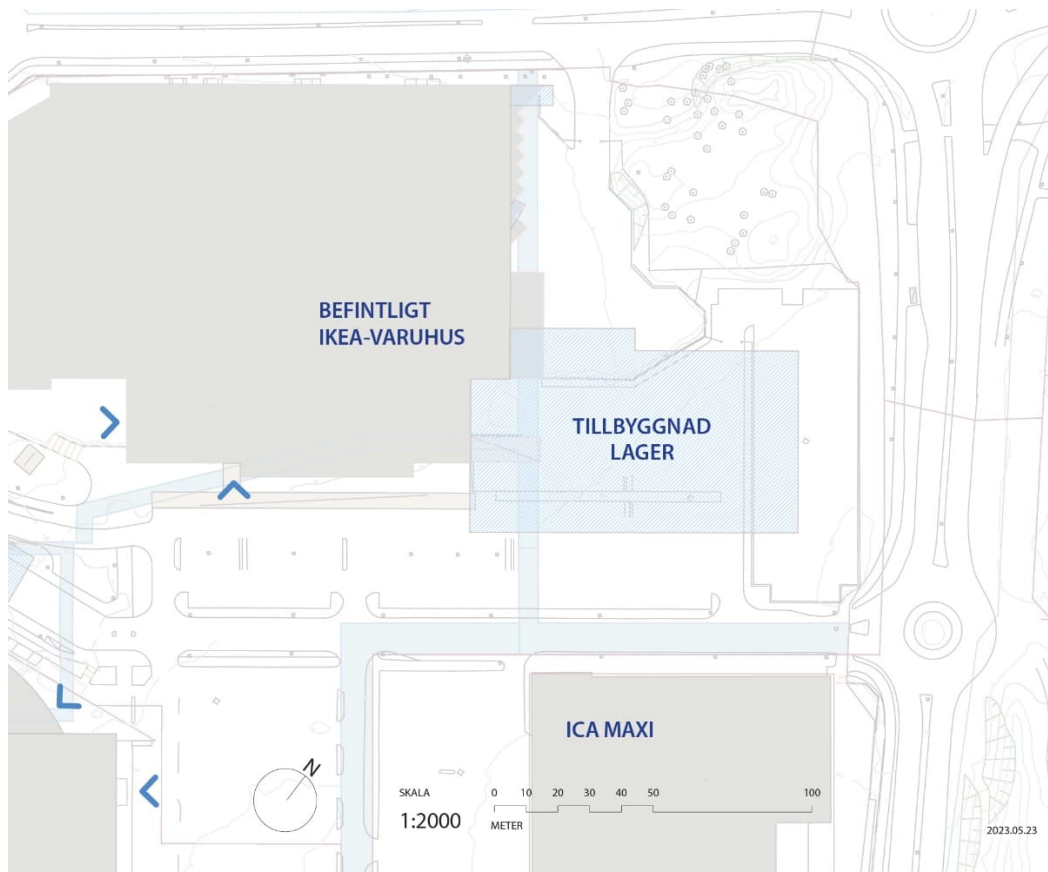 BEFINTLIGT
IKEA-VARUHUS
TILLBYGGNAD
LAGER
ICA MAXI
N
SKALA
1:2000
0 10 20 30 40 50 100
METER
2023.05.23